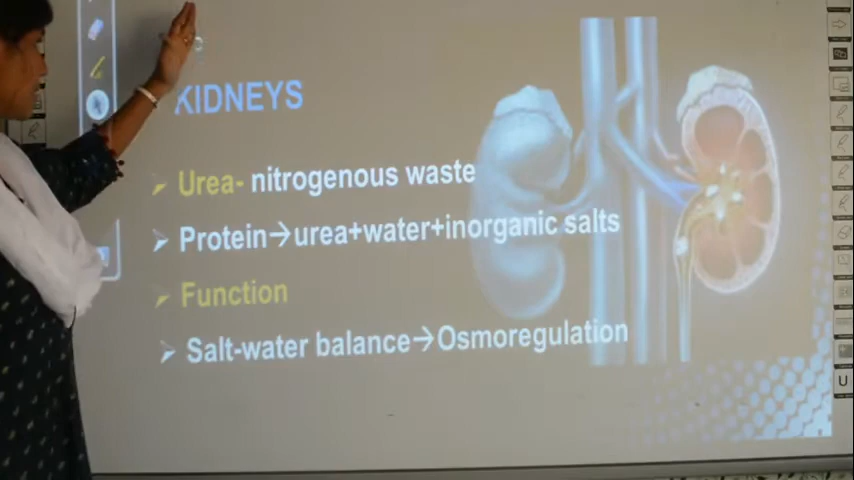 KIDNEYS
Urea- nitrogenous waste
Protein→urea+water+inorganic salts
Function
Salt-water balance→Osmoregulation
U